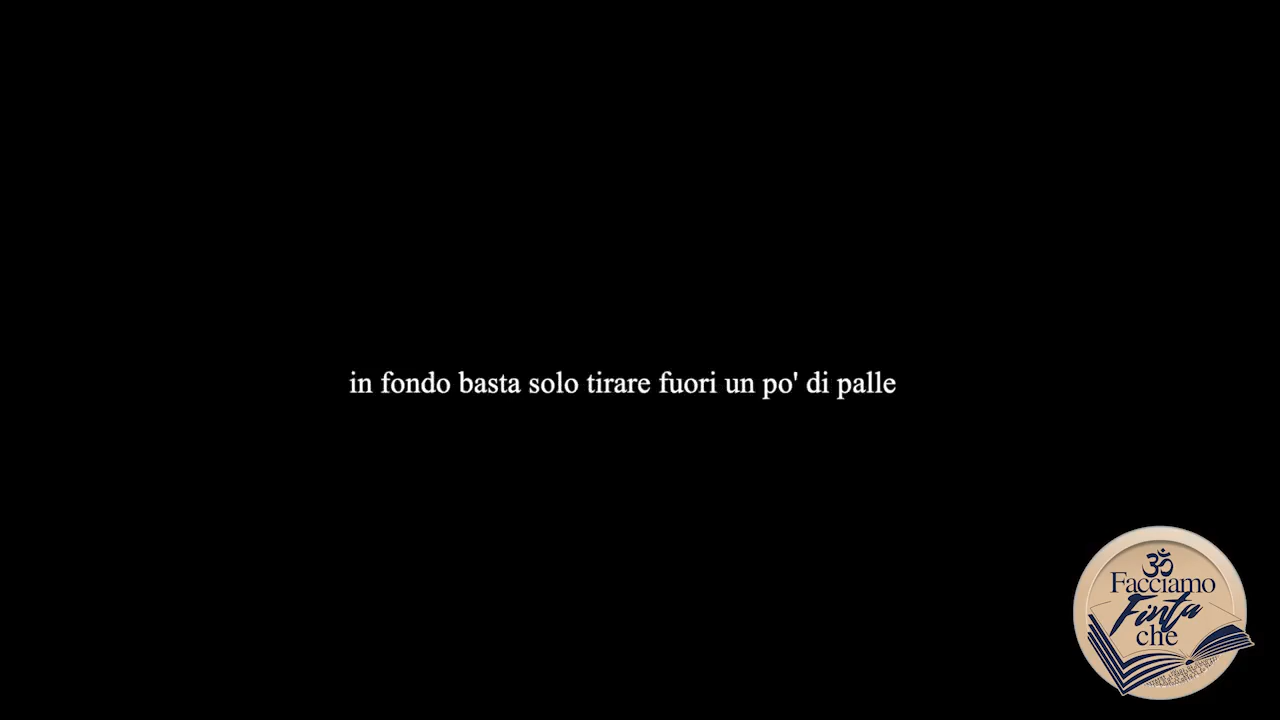 in fondo basta solo tirare fuori un po' di palle
ॐ
Facciamo
Finta
che